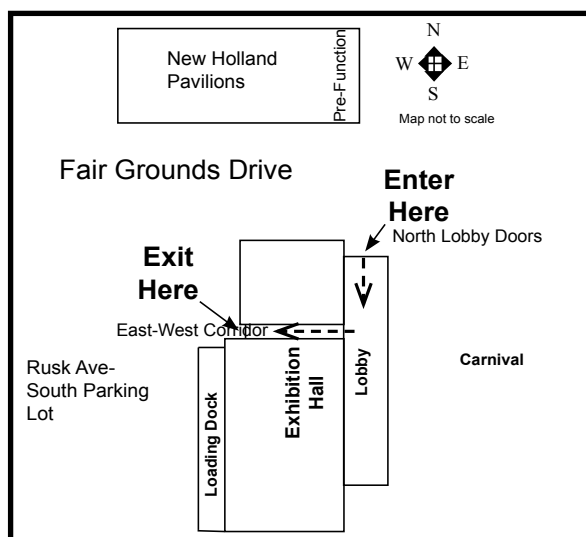 New Holland
Pavilions
Pre-Function
N
W E
S
Map not to scale
Fair Grounds Drive
Enter
Here
North Lobby Doors
Exit
Here
East-West Corridor
Rusk Ave-
South Parking
Lot
Loading Dock
Exhibition
Hall
Lobby
Carnival